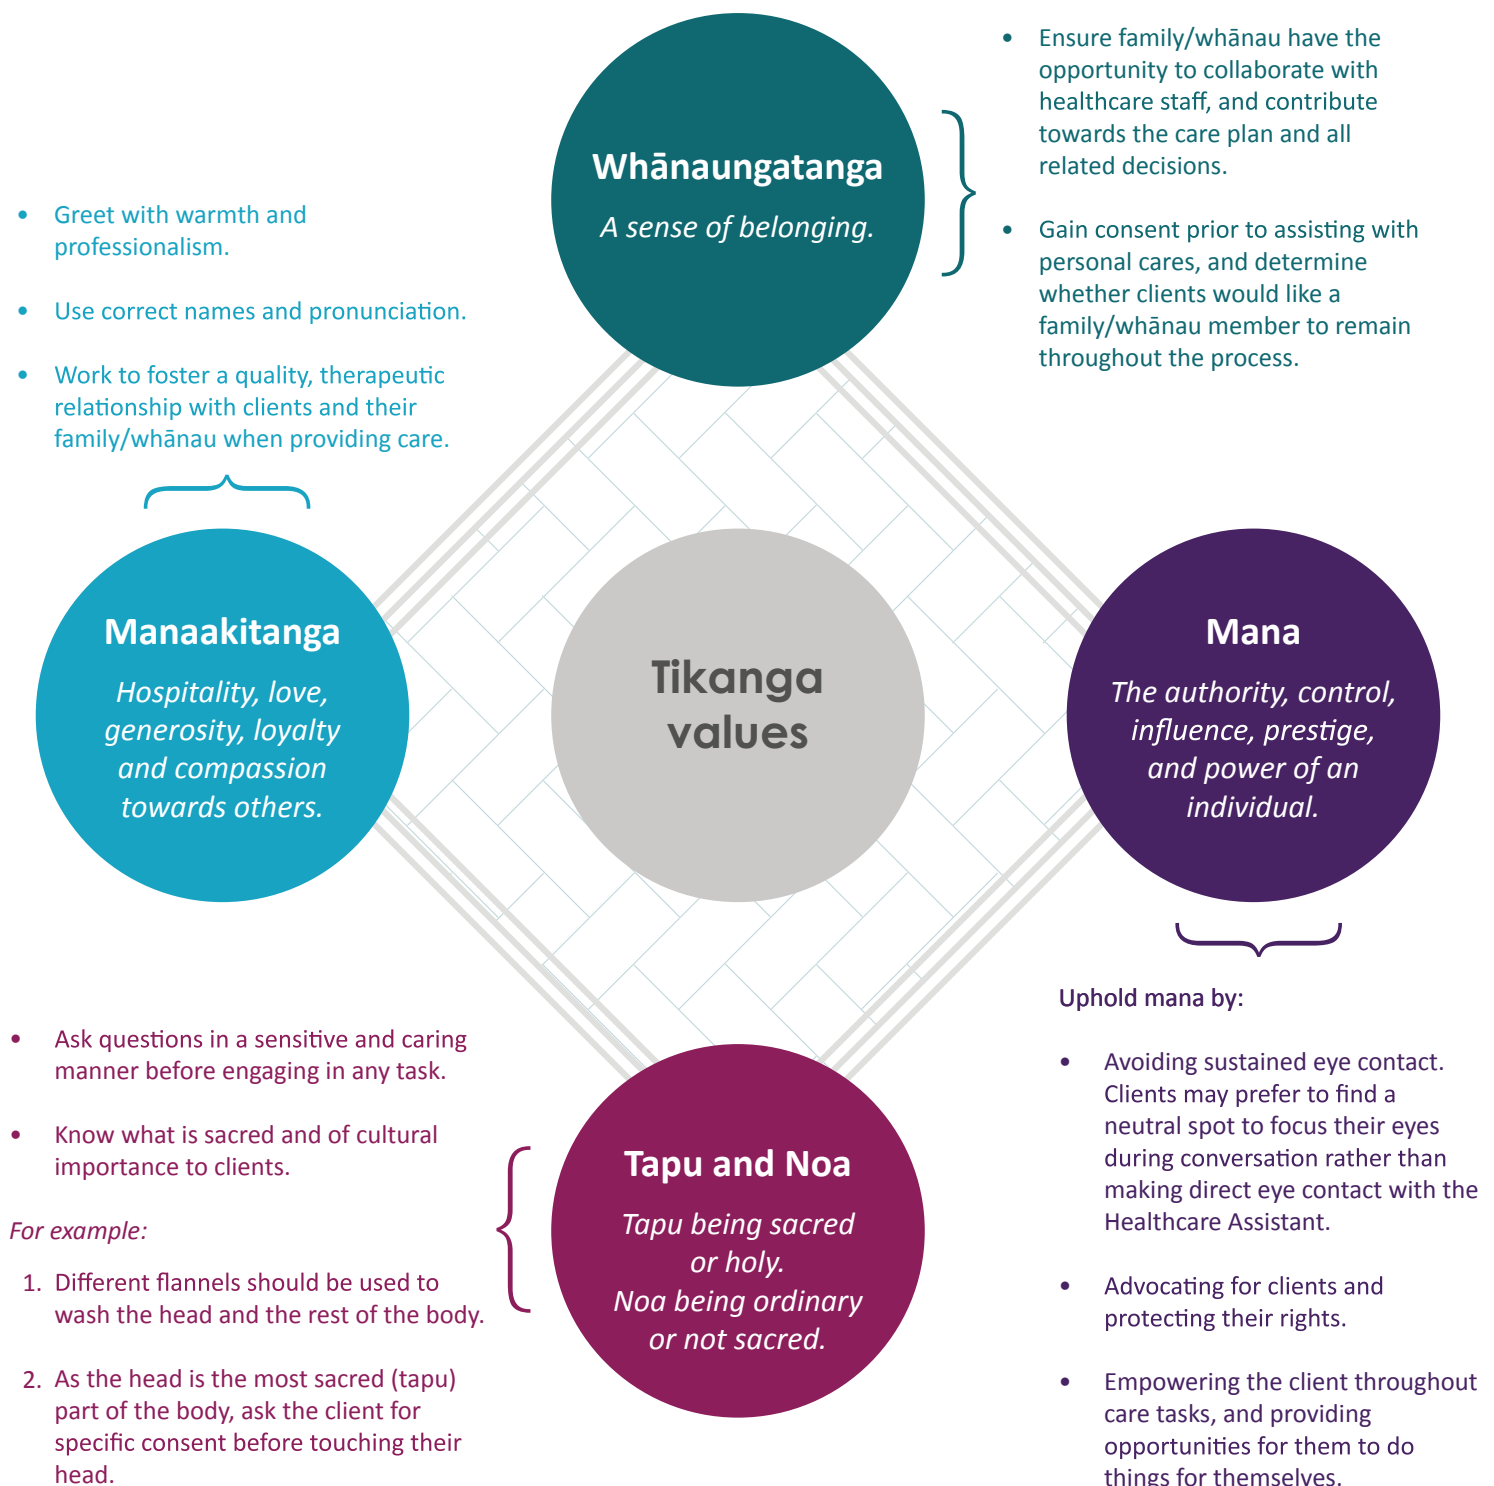 Whānaungatanga
A sense of belonging.
• Ensure family/whānau have the
opportunity to collaborate with
healthcare staff, and contribute
towards the care plan and all
related decisions.
• Gain consent prior to assisting with
personal cares, and determine
whether clients would like a
family/whānau member to remain
throughout the process.
• Greet with warmth and
professionalism.
• Use correct names and pronunciation.
• Work to foster a quality, therapeutic
relationship with clients and their
family/whānau when providing care.
Manaakitanga
Hospitality, love,
generosity, loyalty
and compassion
towards others.
Tikanga
values
Mana
The authority, control,
influence, prestige,
and power of an
individual.
Uphold mana by:
• Avoiding sustained eye contact.
Clients may prefer to find a
neutral spot to focus their eyes
during conversation rather than
making direct eye contact with the
Healthcare Assistant.
• Advocating for clients and
protecting their rights.
• Empowering the client throughout
care tasks, and providing
opportunities for them to do
things for themselves.
• Ask questions in a sensitive and caring
manner before engaging in any task.
• Know what is sacred and of cultural
importance to clients.
For example:
1. Different flannels should be used to
wash the head and the rest of the body.
2. As the head is the most sacred (tapu)
part of the body, ask the client for
specific consent before touching their
head.
Tapu and Noa
Tapu being sacred
or holy.
Noa being ordinary
or not sacred.